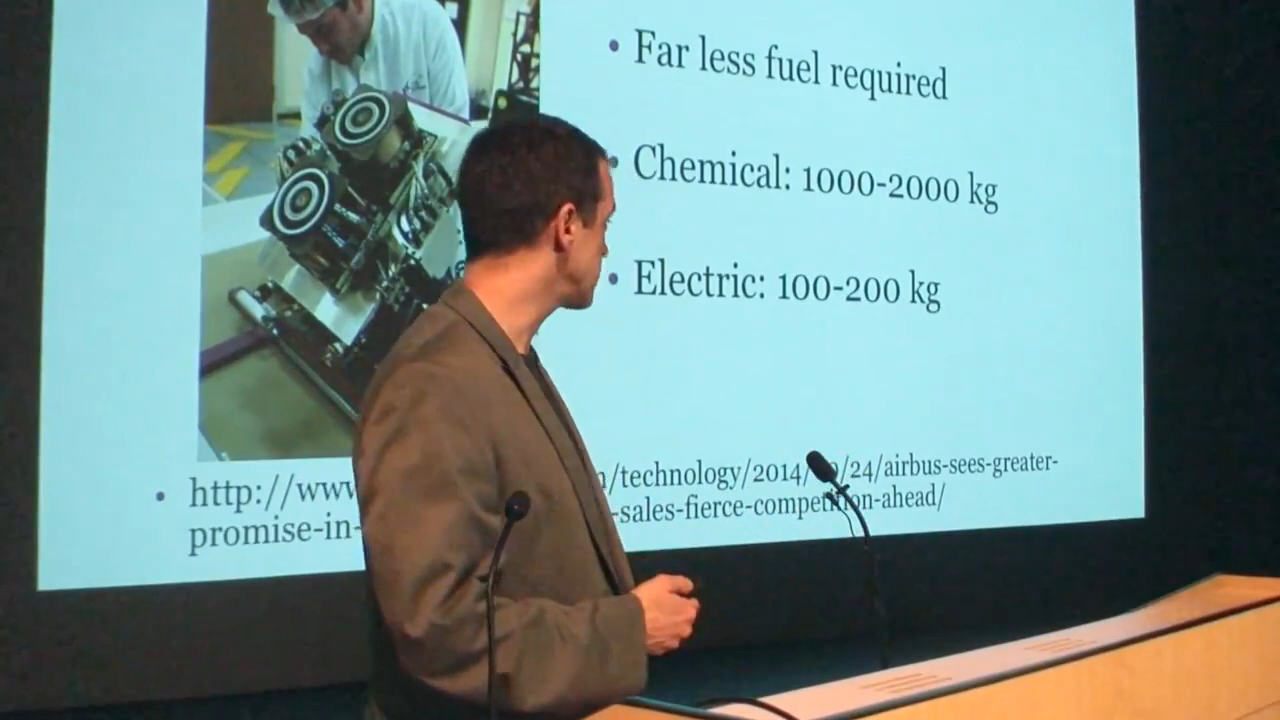 • Far less fuel required
• Chemical: 1000-2000 kg
• Electric: 100-200 kg
• http://www /technology/2014/ /24/airbus-sees-greater-
promise-in- -sales-fierce-competition-ahead/